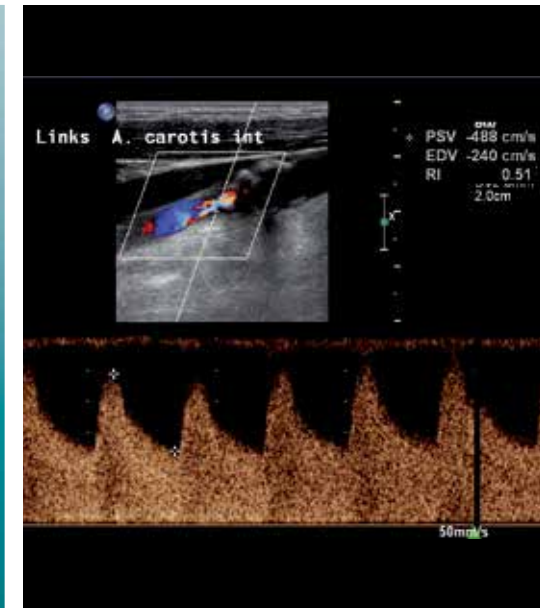 Links A. carotis int
PSV -488 cm/s
EDV -240 cm/s
RI 0.51
2.0cm
50mm/s